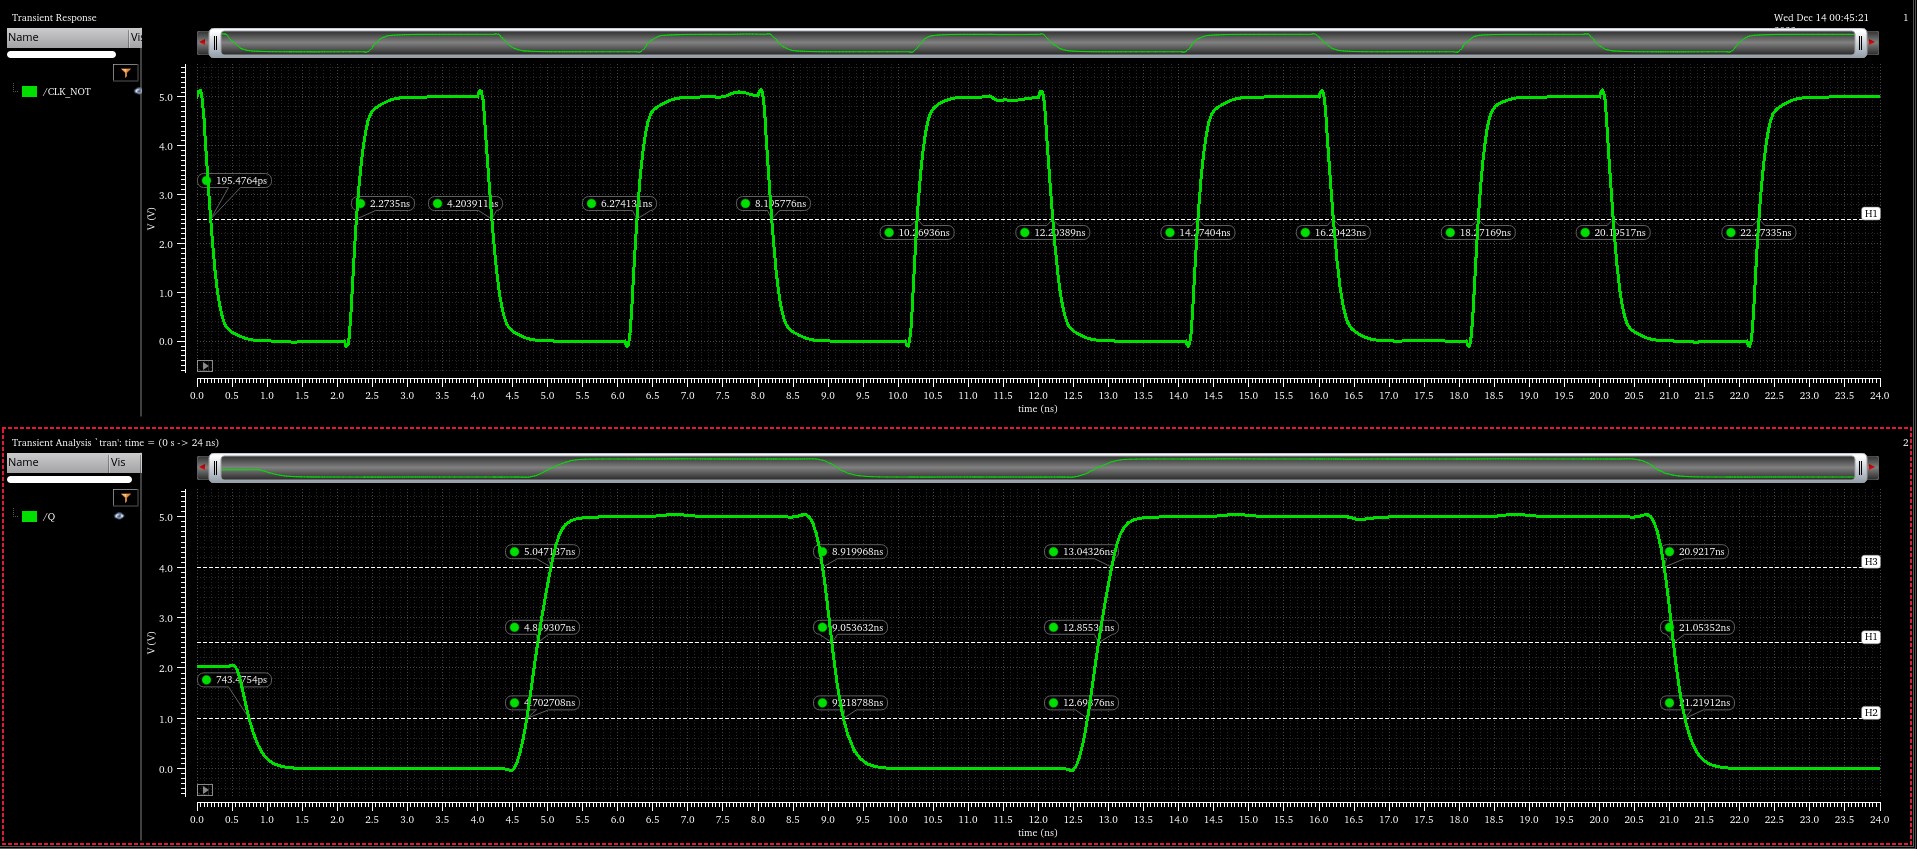 Transient Response
Wed Dec 14 00:45:21
1
Name Vis
/CLK_NOT
5.0
4.0
3.0
2.0
1.0
0.0
V (V)
195.4764ps
2.2735ns
6.274131ns
8.195776ns
10.26936ns
12.20389ns
14.27404ns
16.20423ns
18.27169ns
20.19517ns
22.27335ns
H1
0.0 0.5 1.0 1.5 2.0 2.5 3.0 3.5 4.0 4.5 5.0 5.5 6.0 6.5 7.0 7.5 8.0 8.5 9.0 9.5 10.0 10.5 11.0 11.5 12.0 12.5 13.0 13.5 14.0 14.5 15.0 15.5 16.0 16.5 17.0 17.5 18.0 18.5 19.0 19.5 20.0 20.5 21.0 21.5 22.0 22.5 23.0 23.5 24.0
time (ns)
Transient Analysis `tran': time = (0 s -> 24 ns)
2
Name Vis
/Q
5.0
4.0
3.0
2.0
1.0
0.0
V (V)
5.047137ns
8.919968ns
13.04326ns
20.9217ns
H3
9.053632ns
21.05352ns
H1
4.702708ns
9.218788ns
21.21912ns
H2
0.0 0.5 1.0 1.5 2.0 2.5 3.0 3.5 4.0 4.5 5.0 5.5 6.0 6.5 7.0 7.5 8.0 8.5 9.0 9.5 10.0 10.5 11.0 11.5 12.0 12.5 13.0 13.5 14.0 14.5 15.0 15.5 16.0 16.5 17.0 17.5 18.0 18.5 19.0 19.5 20.0 20.5 21.0 21.5 22.0 22.5 23.0 23.5 24.0
time (ns)